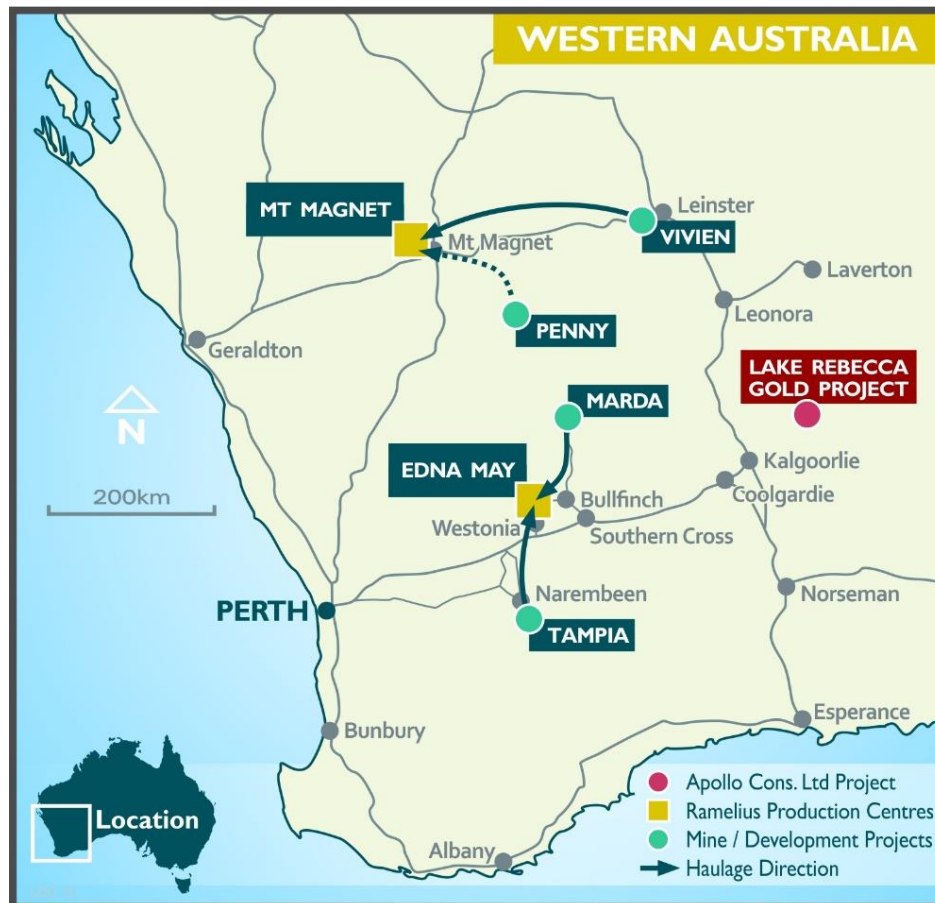 WESTERN AUSTRALIA
MT MAGNET
Mt Magnet
Leinster
VIVIEN
Laverton
Leonora
PENNY
Geraldton
LAKE REBECCA
GOLD PROJECT
MARDA
N
200km
EDNA MAY
Kalgoorlie
Coolgardie
Bullfinch
Westonia
Southern Cross
Norseman
Narembeen
PERTH
TAMPIA
Esperance
Bunbury
Albany
Location
Apollo Cons. Ltd Project
Ramelius Production Centres
Mine / Development Projects
Haulage Direction